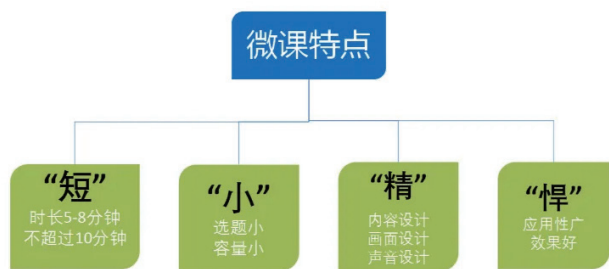 微课特点
“短”
时长5-8分钟
不超过10分钟
“小”
选题小
容量小
“精”
内容设计
画面设计
声音设计
“悍”
应用性广
效果好